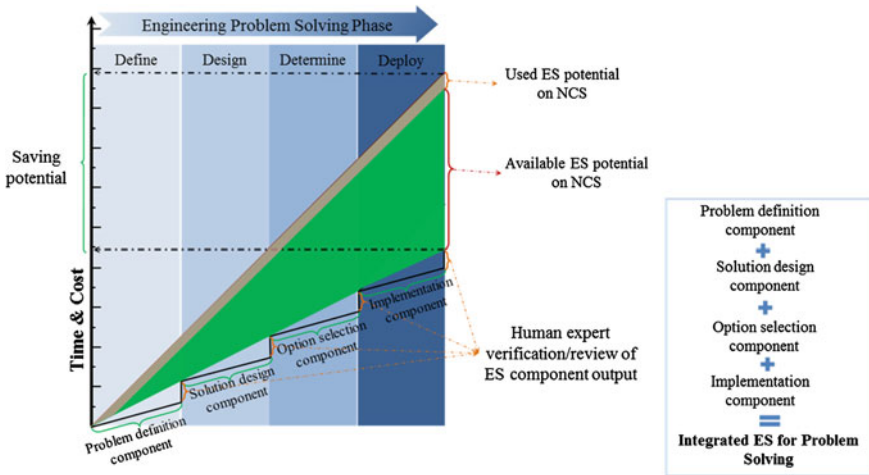 Engineering Problem Solving Phase
Define
Design
Determine
Deploy
Used ES potential
on NCS
Saving
potential
Available ES potential
on NCS
Time & Cost
Problem definition
component
Solution design
component
Option selection
component
Implementation
component
Human expert
verification/review of
ES component output
Problem definition
component
+
Solution design
component
+
Option selection
component
+
Implementation
component
=
Integrated ES for Problem
Solving